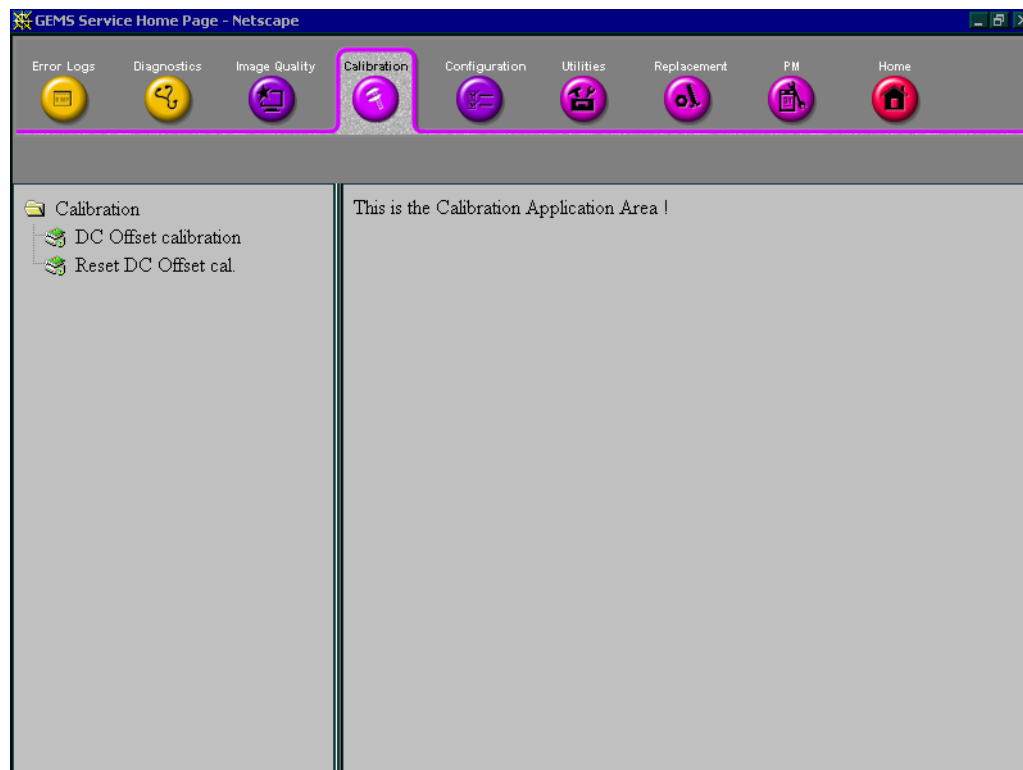 GEMS Service Home Page - Netscape
Error Logs Diagnostics Image Quality Calibration Configuration Utilities Replacement PM Home
Calibration
DC Offset calibration
Reset DC Offset cal.
This is the Calibration Application Area !